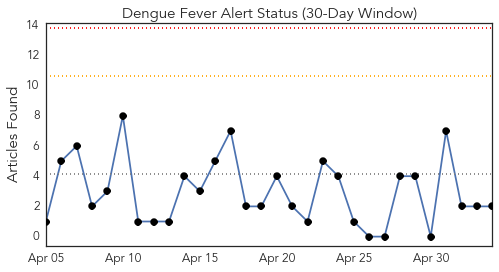 Dengue Fever Alert Status (30-Day Window)
Articles Found
14
12
10
8
6
4
2
0
Apr 05 Apr 10 Apr 15 Apr 20 Apr 25 Apr 30